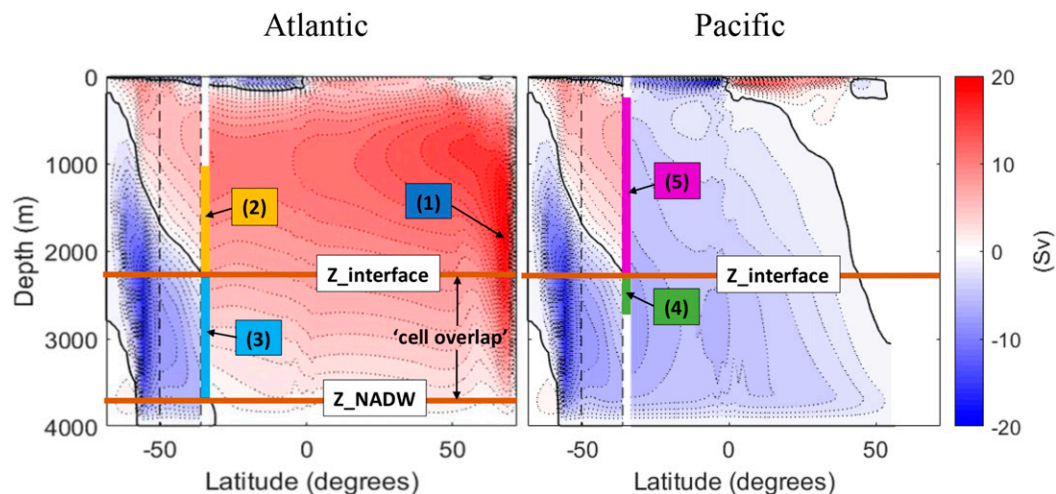 Atlantic
Pacific
0
1000
2000
3000
4000
Depth (m)
(1)
(2)
(3)
Z_interface
'cell overlap'
Z_NADW
-50
0
50
Latitude (degrees)
(5)
Z_interface
(4)
-50
0
50
Latitude (degrees)
20
10
0
-10
-20
(Sv)